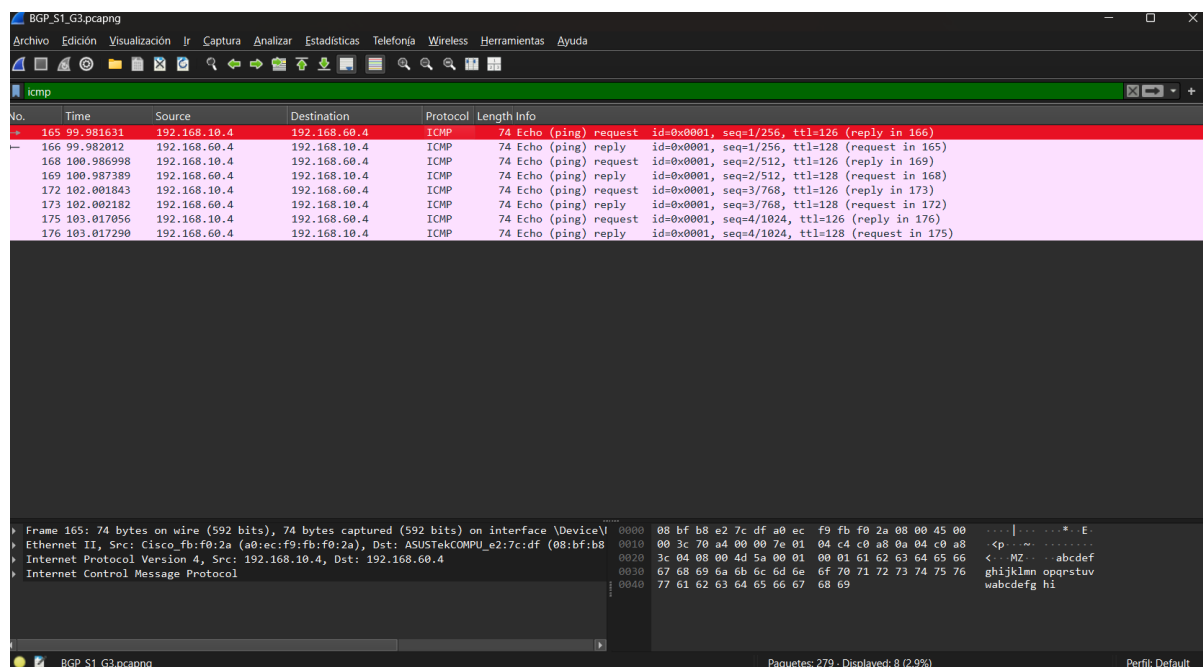 BGP_S1_G3.pcapng
Archivo Edición Visualización Ir Captura Analizar Estadísticas Telefonía Wireless Herramientas Ayuda
icmp
No. Time Source Destination Protocol Length Info
165 99.981631 192.168.10.4 192.168.60.4 ICMP 74 Echo (ping) request id=0x0001, seq=1/256, ttl=126 (reply in 166)
166 99.982012 192.168.60.4 192.168.10.4 ICMP 74 Echo (ping) reply id=0x0001, seq=1/256, ttl=128 (request in 165)
168 100.986998 192.168.10.4 192.168.60.4 ICMP 74 Echo (ping) request id=0x0001, seq=2/512, ttl=126 (reply in 169)
169 100.987389 192.168.60.4 192.168.10.4 ICMP 74 Echo (ping) reply id=0x0001, seq=2/512, ttl=128 (request in 168)
172 102.001843 192.168.10.4 192.168.60.4 ICMP 74 Echo (ping) request id=0x0001, seq=3/768, ttl=126 (reply in 173)
173 102.002182 192.168.60.4 192.168.10.4 ICMP 74 Echo (ping) reply id=0x0001, seq=3/768, ttl=128 (request in 172)
175 103.017056 192.168.10.4 192.168.60.4 ICMP 74 Echo (ping) request id=0x0001, seq=4/1024, ttl=126 (reply in 176)
176 103.017290 192.168.60.4 192.168.10.4 ICMP 74 Echo (ping) reply id=0x0001, seq=4/1024, ttl=128 (request in 175)
Frame 165: 74 bytes on wire (592 bits), 74 bytes captured (592 bits) on interface \Device\
Ethernet II, Src: Cisco_fb:f0:2a (a0:ec:f9:fb:f0:2a), Dst: ASUSTekCOMPU_e2:7c:df (08:bf:b8
Internet Protocol Version 4, Src: 192.168.10.4, Dst: 192.168.60.4
Internet Control Message Protocol
0000 08 bf b8 e2 7c df a0 ec f9 fb f0 2a 08 00 45 00 ····|··· ···*··E·
0010 00 3c 70 a4 00 00 7e 01 04 c4 c0 a8 0a 04 c0 a8 ·<p···~· ········
0020 3c 04 08 00 4d 5a 00 01 00 01 61 62 63 64 65 66 <···MZ·· ··abcdef
0030 67 68 69 6a 6b 6c 6d 6e 6f 70 71 72 73 74 75 76 ghijklmn opqrstuv
0040 77 61 62 63 64 65 66 67 68 69 wabcdefg hi
BGP_S1_G3.pcapng Paquetes: 279 · Displayed: 8 (2.9%) Perfil: Default